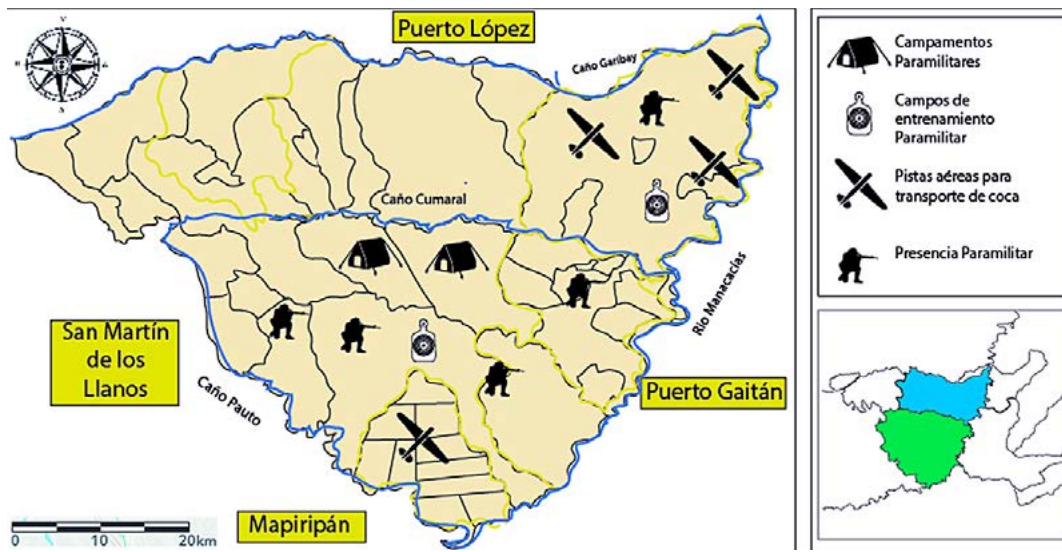 Puerto López
Caño Garibay
Caño Cumaral
Río Manacacías
San Martín
de los
Llanos
Caño Pauto
Puerto Gaitán
Mapiripán
0 10 20km
Campamentos
Paramilitares
Campos de
entrenamiento
Paramilitar
Pistas aéreas para
transporte de coca
Presencia Paramilitar